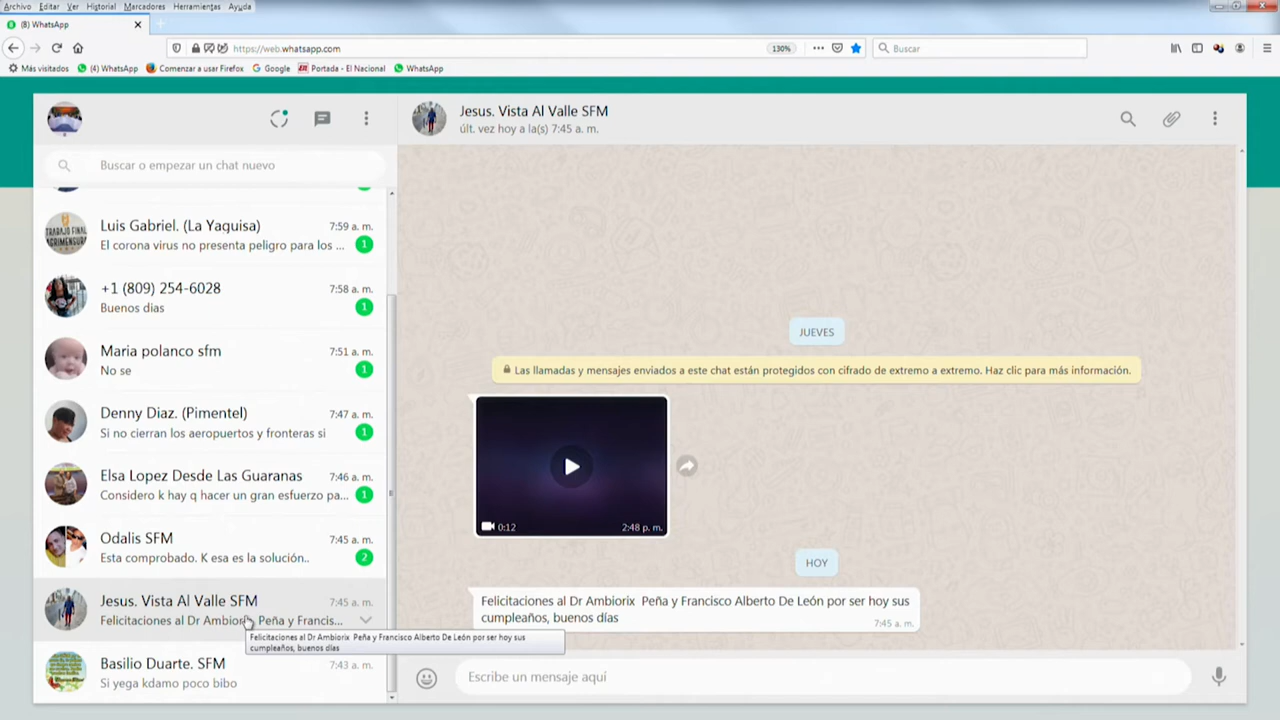 Archivo Editar Ver Historial Marcadores Herramientas Ayuda
(8) WhatsApp
https://web.whatsapp.com
130%
Buscar
Más visitados
(4) WhatsApp
Comenzar a usar Firefox
Google
Portada - El Nacional
WhatsApp
Buscar o empezar un chat nuevo
Luis Gabriel. (La Yaguisa) 7:59 a. m.
El corona virus no presenta peligro para los ... 1
+1 (809) 254-6028 7:58 a. m.
Buenos dias 1
Maria polanco sfm 7:51 a. m.
No se 1
Denny Diaz. (Pimentel) 7:47 a. m.
Si no cierran los aeropuertos y fronteras si 1
Elsa Lopez Desde Las Guaranas 7:46 a. m.
Considero k hay q hacer un gran esfuerzo pa... 1
Odalis SFM 7:45 a. m.
Esta comprobado. K esa es la solución.. 2
Jesus. Vista Al Valle SFM 7:45 a. m.
Felicitaciones al Dr Ambiorix Peña y Francis...
Felicitaciones al Dr Ambiorix Peña y Francisco Alberto De León por ser hoy sus
cumpleaños, buenos días
Basilio Duarte. SFM 7:43 a. m.
Si yega kdamo poco bibo
Jesus. Vista Al Valle SFM
últ. vez hoy a la(s) 7:45 a. m.
JUEVES
Las llamadas y mensajes enviados a este chat están protegidos con cifrado de extremo a extremo. Haz clic para más información.
0:12 2:48 p. m.
HOY
Felicitaciones al Dr Ambiorix Peña y Francisco Alberto De León por ser hoy sus
cumpleaños, buenos días
7:45 a. m.
Escribe un mensaje aquí
TRABAJO FINAL
AGRIMENSURA